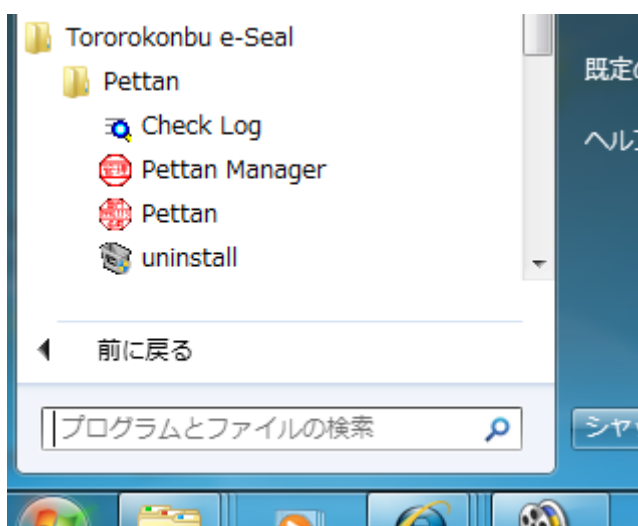 Tororokonbu e-Seal
Pettan
Check Log
Pettan Manager
Pettan
uninstall
前に戻る
プログラムとファイルの検索
既定の
ヘル
シャッ